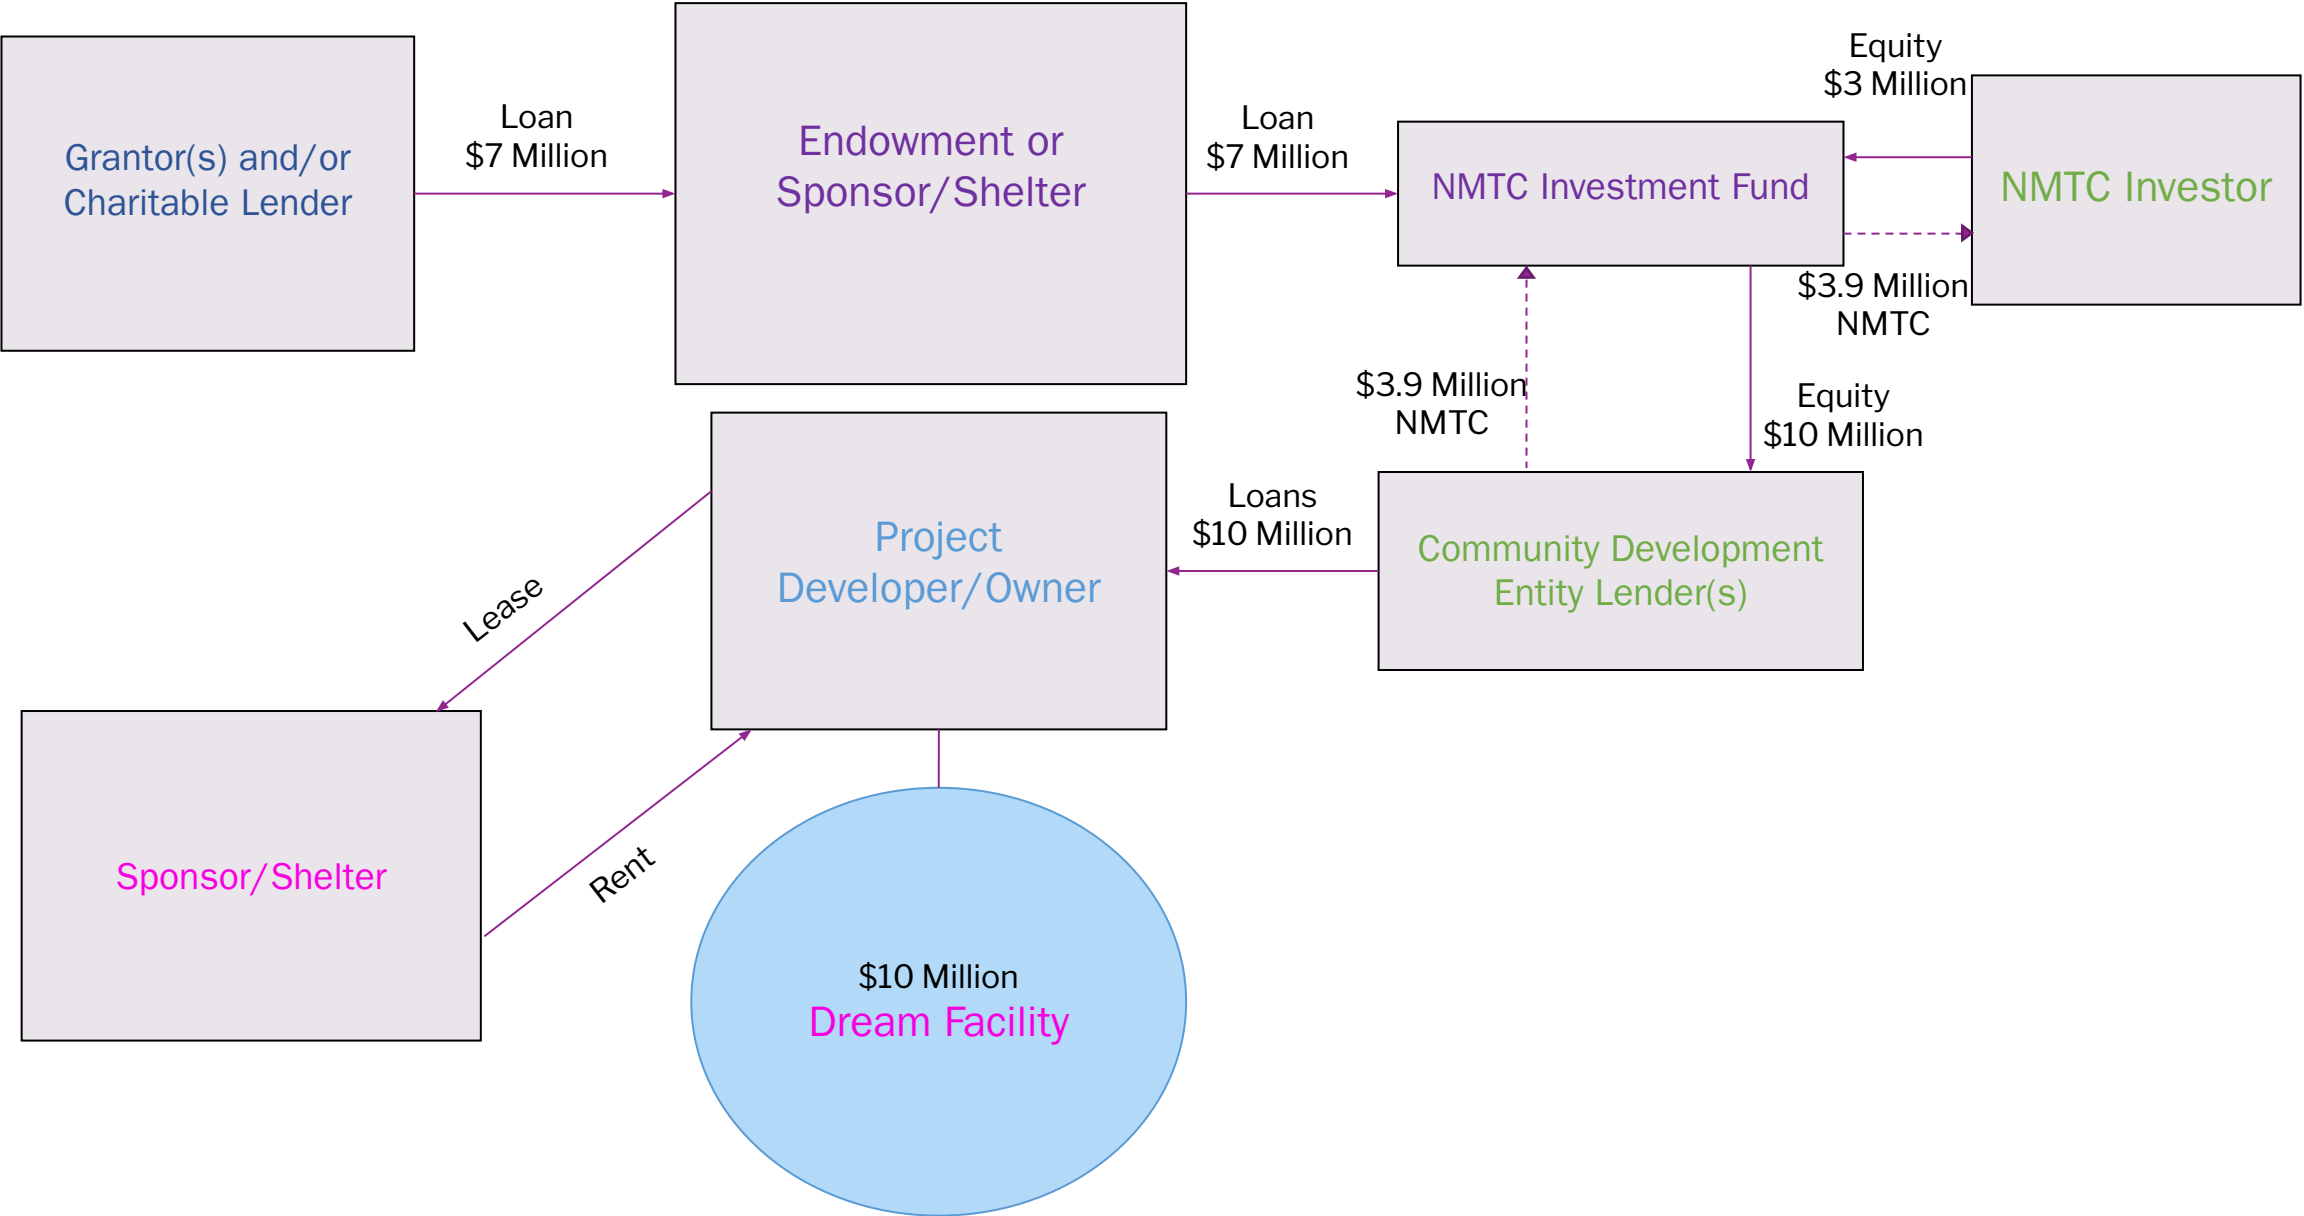 Grantor(s) and/or
Charitable Lender
Loan
$7 Million
Endowment or
Sponsor/Shelter
Loan
$7 Million
NMTC Investment Fund
Equity
$3 Million
NMTC Investor
$3.9 Million
NMTC
$3.9 Million
NMTC
Equity
$10 Million
Community Development
Entity Lender(s)
Loans
$10 Million
Project
Developer/Owner
Lease
Rent
Sponsor/Shelter
$10 Million
Dream Facility